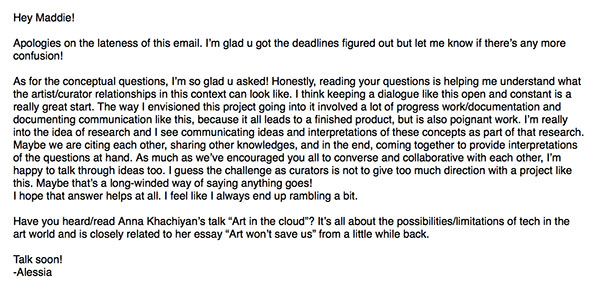 Hey Maddie!
Apologies on the lateness of this email. I'm glad u got the deadlines figured out but let me know if there's any more
confusion!
As for the conceptual questions, I'm so glad u asked! Honestly, reading your questions is helping me understand what
the artist/curator relationships in this context can look like. I think keeping a dialogue like this open and constant is a
really great start. The way I envisioned this project going into it involved a lot of progress work/documentation and
documenting communication like this, because it all leads to a finished product, but is also poignant work. I'm really
into the idea of research and I see communicating ideas and interpretations of these concepts as part of that research.
Maybe we are citing each other, sharing other knowledges, and in the end, coming together to provide interpretations
of the questions at hand. As much as we've encouraged you all to converse and collaborative with each other, I'm
happy to talk through ideas too. I guess the challenge as curators is not to give too much direction with a project like
this. Maybe that's a long-winded way of saying anything goes!
I hope that answer helps at all. I feel like I always end up rambling a bit.
Have you heard/read Anna Khachiyan's talk “Art in the cloud”? It's all about the possibilities/limitations of tech in the
art world and is closely related to her essay “Art won't save us” from a little while back.
Talk soon!
-Alessia